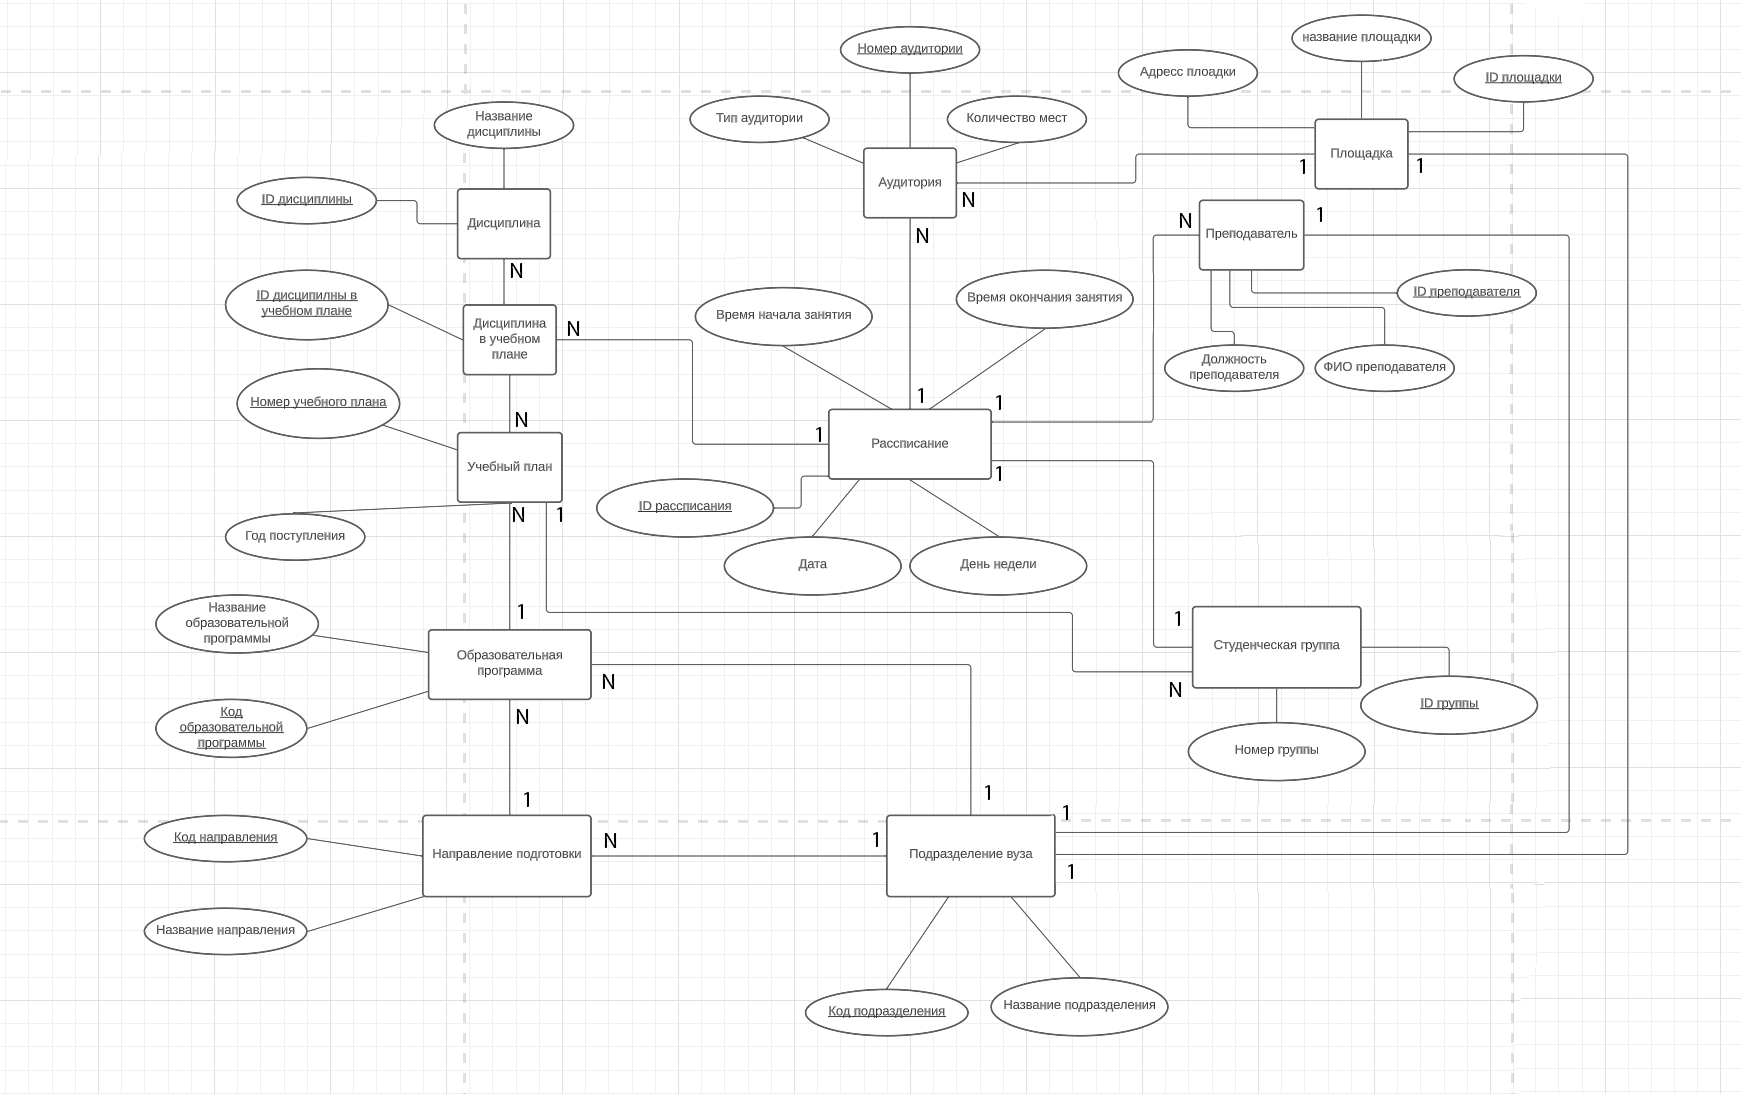 название площадки
Номер аудитории
Адресс плоадки
ID площадки
Название
дисциплины
Тип аудитории
Количество мест
Площадка
1
1
Аудитория
N
ID дисциплины
Дисциплина
N
N
N
Преподаватель
1
ID преподавателя
ID дисципилны в
учебном плане
Дисциплина
в учебном
плане
N
Время начала занятия
Время окончания занятия
Должность
преподавателя
ФИО преподавателя
Номер учебного плана
N
1
1
1
Рассписание
1
Учебный план
N
1
ID рассписания
Год поступления
Дата
День недели
Название
образовательной
программы
1
Образовательная
программа
N
N
1
Студенческая группа
N
ID группы
Код
образовательной
программы
Номер группы
1
1
1
Код направления
Направление подготовки
N
1
Подразделение вуза
1
Название направления
Код подразделения
Название подразделения